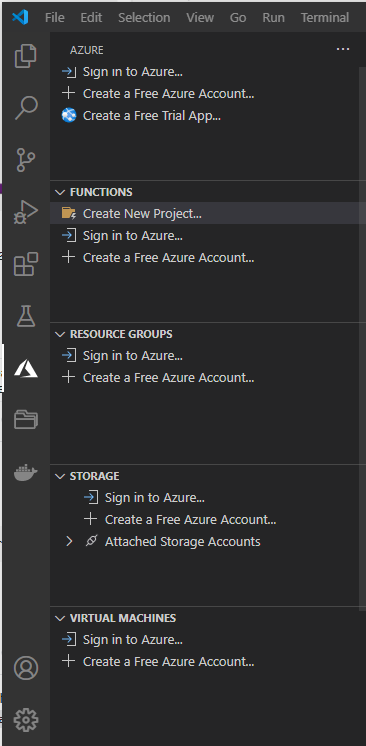 File Edit Selection View Go Run Terminal
AZURE
Sign in to Azure...
Create a Free Azure Account...
Create a Free Trial App...
FUNCTIONS
Create New Project...
Sign in to Azure...
Create a Free Azure Account...
RESOURCE GROUPS
Sign in to Azure...
Create a Free Azure Account...
STORAGE
Sign in to Azure...
Create a Free Azure Account...
Attached Storage Accounts
VIRTUAL MACHINES
Sign in to Azure...
Create a Free Azure Account...